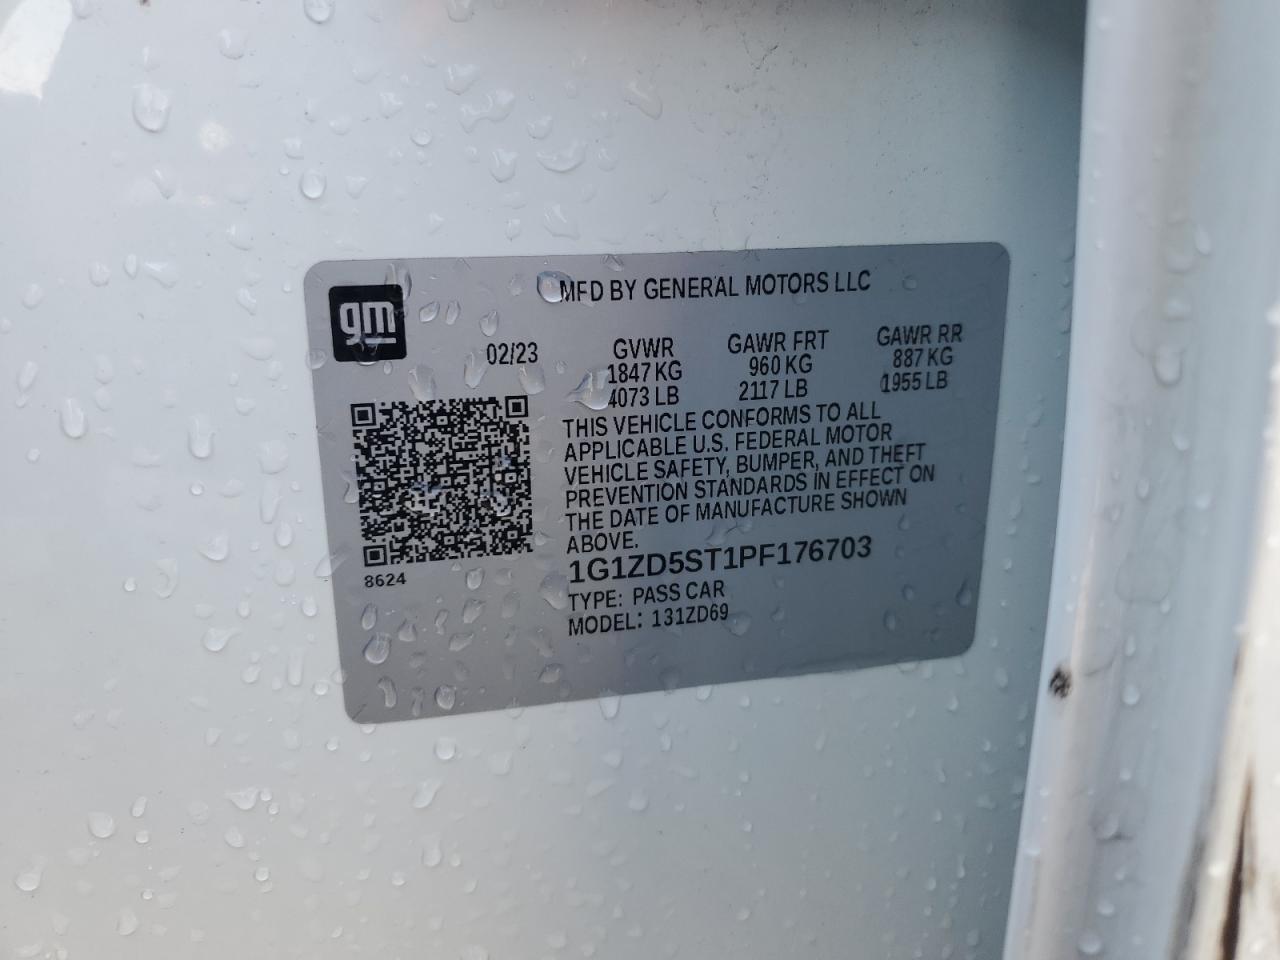 gm
MFD BY GENERAL MOTORS LLC
02/23
GVWR
1847 KG
4073 LB
GAWR FRT
960 KG
2117 LB
GAWR RR
887 KG
1955 LB
THIS VEHICLE CONFORMS TO ALL
APPLICABLE U.S. FEDERAL MOTOR
VEHICLE SAFETY, BUMPER, AND THEFT
PREVENTION STANDARDS IN EFFECT ON
THE DATE OF MANUFACTURE SHOWN
ABOVE.
1G1ZD5ST1PF176703
TYPE: PASS CAR
MODEL: 131ZD69
8624